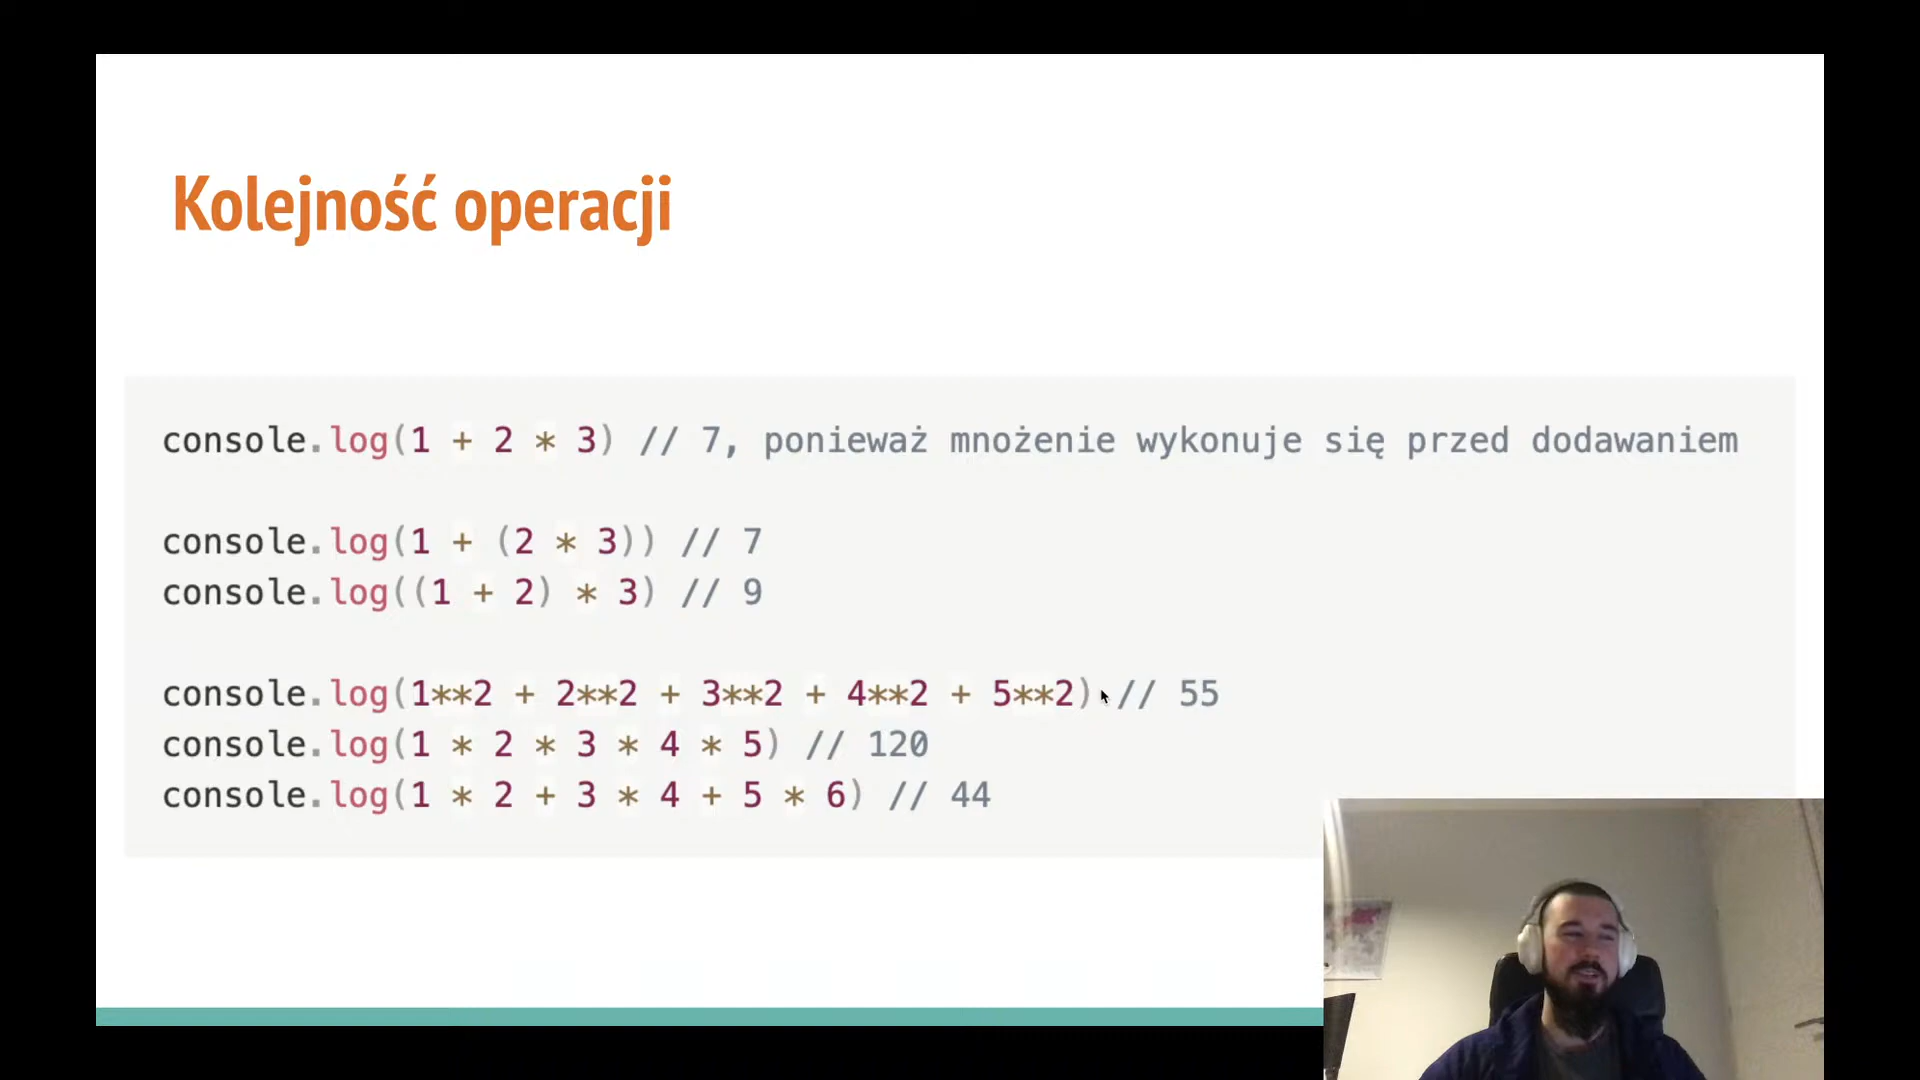 Kolejność operacji
console.log(1 + 2 * 3) // 7, ponieważ mnożenie wykonuje się przed dodawaniem
console.log(1 + (2 * 3)) // 7
console.log((1 + 2) * 3) // 9
console.log(1**2 + 2**2 + 3**2 + 4**2 + 5**2) // 55
console.log(1 * 2 * 3 * 4 * 5) // 120
console.log(1 * 2 + 3 * 4 + 5 * 6) // 44